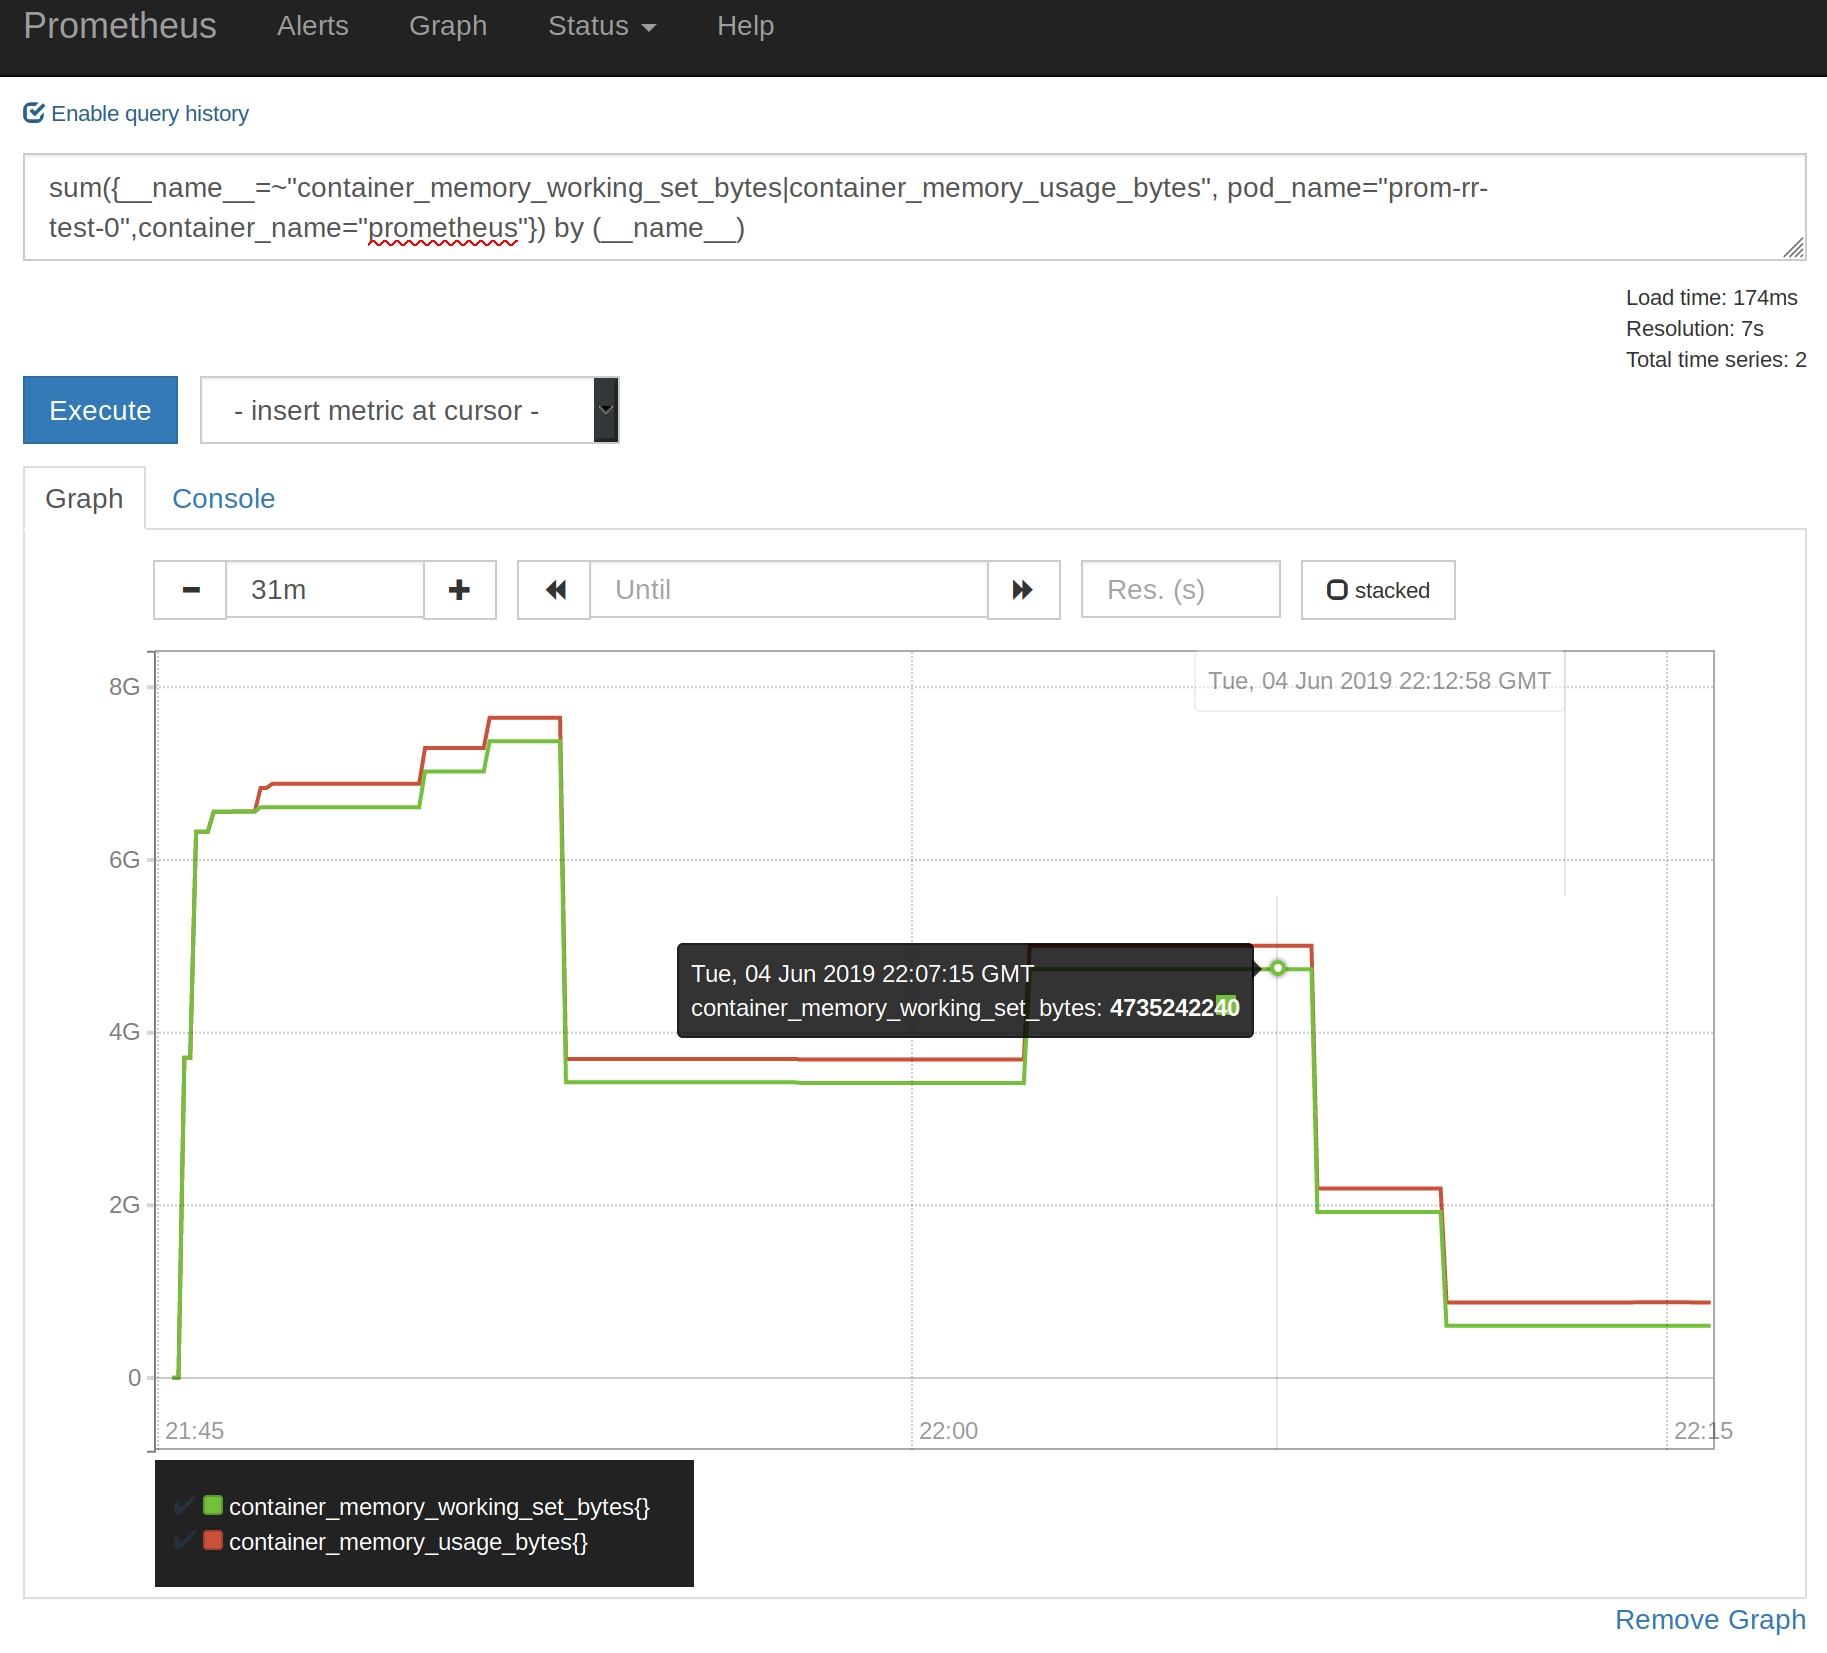 Prometheus Alerts Graph Status Help
Enable query history
sum({__name__=~"container_memory_working_set_bytes|container_memory_usage_bytes", pod_name="prom-rr-
test-0",container_name="prometheus"}) by (__name__)
Load time: 174ms
Resolution: 7s
Total time series: 2
Execute - insert metric at cursor -
Graph Console
31m Until Res. (s) stacked
Tue, 04 Jun 2019 22:12:58 GMT
8G
6G
Tue, 04 Jun 2019 22:07:15 GMT
container_memory_working_set_bytes: 4735242240
4G
2G
0
21:45 22:00 22:15
container_memory_working_set_bytes{}
container_memory_usage_bytes{}
Remove Graph